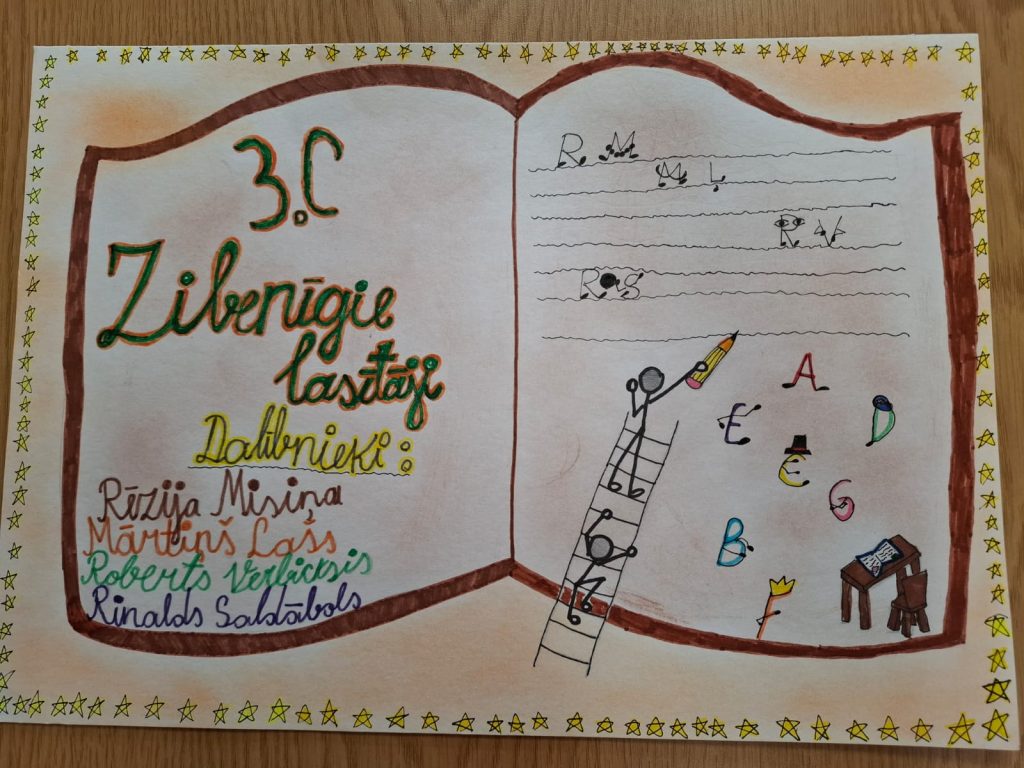 3.C
Zibenīgie
lasītāji
Dalībnieki:
Rēzija Misiņa
Mārtiņš Lašs
Roberts Verbickis
Rinalds Saldābols
R. M
M L
R V
R. S
A
E
D
E
G
B
F